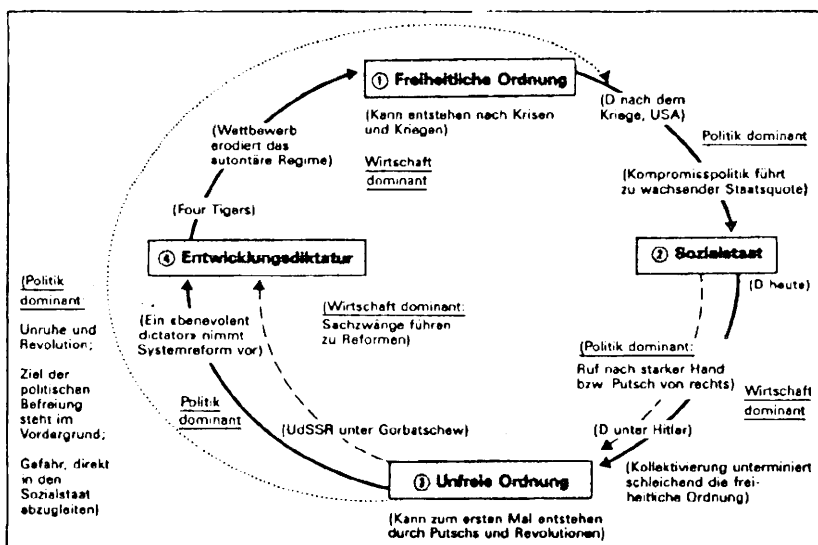 ① Freiheitliche Ordnung
(Kann entstehen nach Krisen
und Kriegen)
Wirtschaft
dominant
(D nach dem
Kriege, USA)
Politik dominant
(Kompromisspolitik führt
zu wachsender Staatsquote)
② Sozialstaat
(D heute)
(Politik dominant:
Ruf nach starker Hand
bzw. Putsch von rechts)
Wirtschaft
dominant
(D unter Hitler)
(Kollektivierung unterminiert
schleichend die frei-
heitliche Ordnung)
③ Unfreie Ordnung
(Kann zum ersten Mal entstehen
durch Putschs und Revolutionen)
(UdSSR unter Gorbatschew)
(Wirtschaft dominant:
Sachzwänge führen
zu Reformen)
Politik
dominant
(Ein «benevolent
dictator» nimmt
Systemreform vor)
④ Entwicklungsdiktatur
(Four Tigers)
(Wettbewerb
erodiert das
autontäre Regime)
(Politik
dominant:
Unruhe und
Revolution;
Ziel der
politischen
Befreiung
steht im
Vordergrund;
Gefahr, direkt
in den
Sozialstaat
abzugleiten)